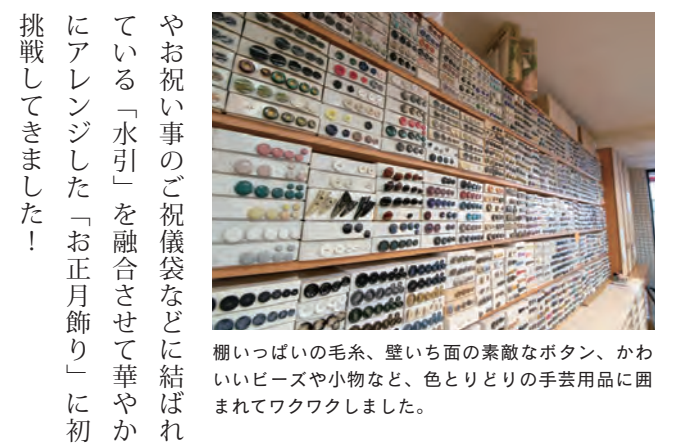 やお祝い事のご祝儀袋などに結ばれ
ている「水引」を融合させて華やか
にアレンジした「お正月飾り」に初
挑戦してきました！
棚いっぱいの毛糸、壁いち面の素敵なボタン、かわ
いいビーズや小物など、色とりどりの手芸用品に囲
まれてワクワクしました。